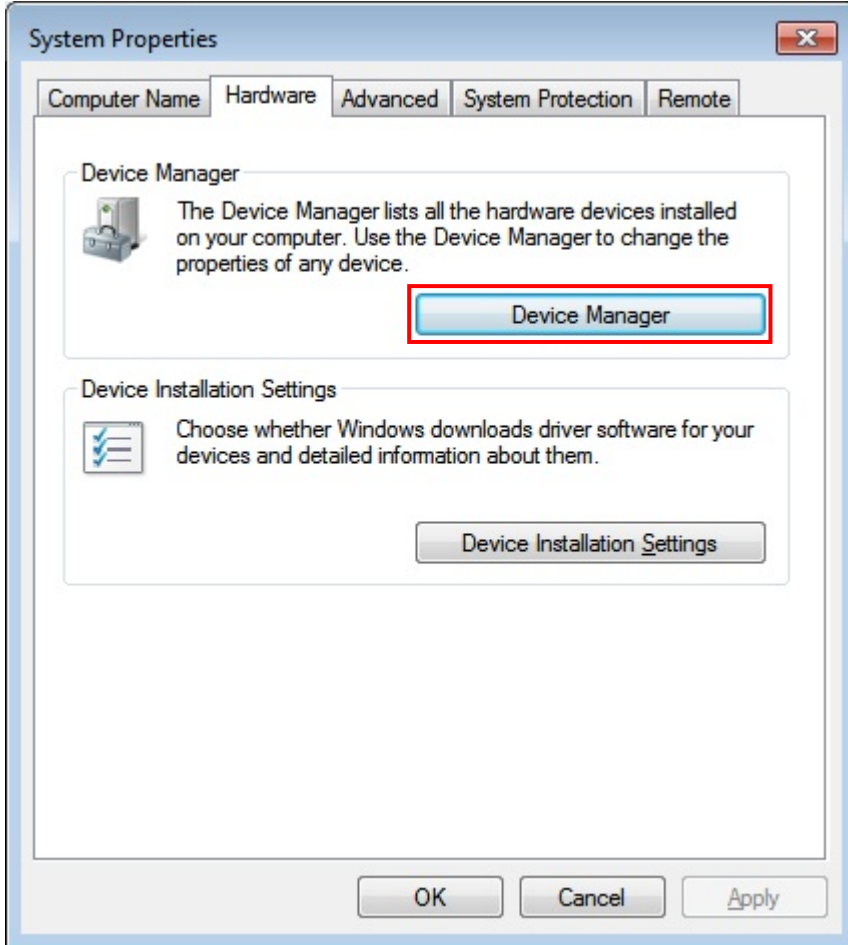 System Properties
Computer Name Hardware Advanced System Protection Remote
Device Manager
The Device Manager lists all the hardware devices installed
on your computer. Use the Device Manager to change the
properties of any device.
Device Manager
Device Installation Settings
Choose whether Windows downloads driver software for your
devices and detailed information about them.
Device Installation Settings
OK Cancel Apply